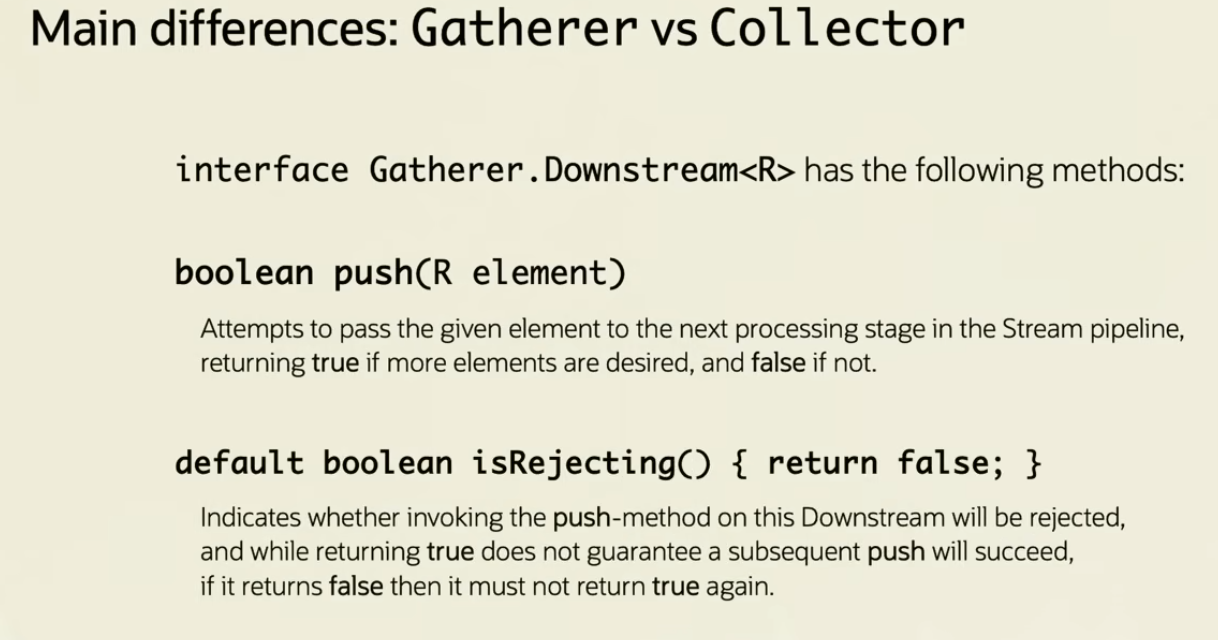 Main differences: Gatherer vs Collector
interface Gatherer.Downstream<R> has the following methods:
boolean push(R element)
Attempts to pass the given element to the next processing stage in the Stream pipeline,
returning true if more elements are desired, and false if not.
default boolean isRejecting() { return false; }
Indicates whether invoking the push-method on this Downstream will be rejected,
and while returning true does not guarantee a subsequent push will succeed,
if it returns false then it must not return true again.